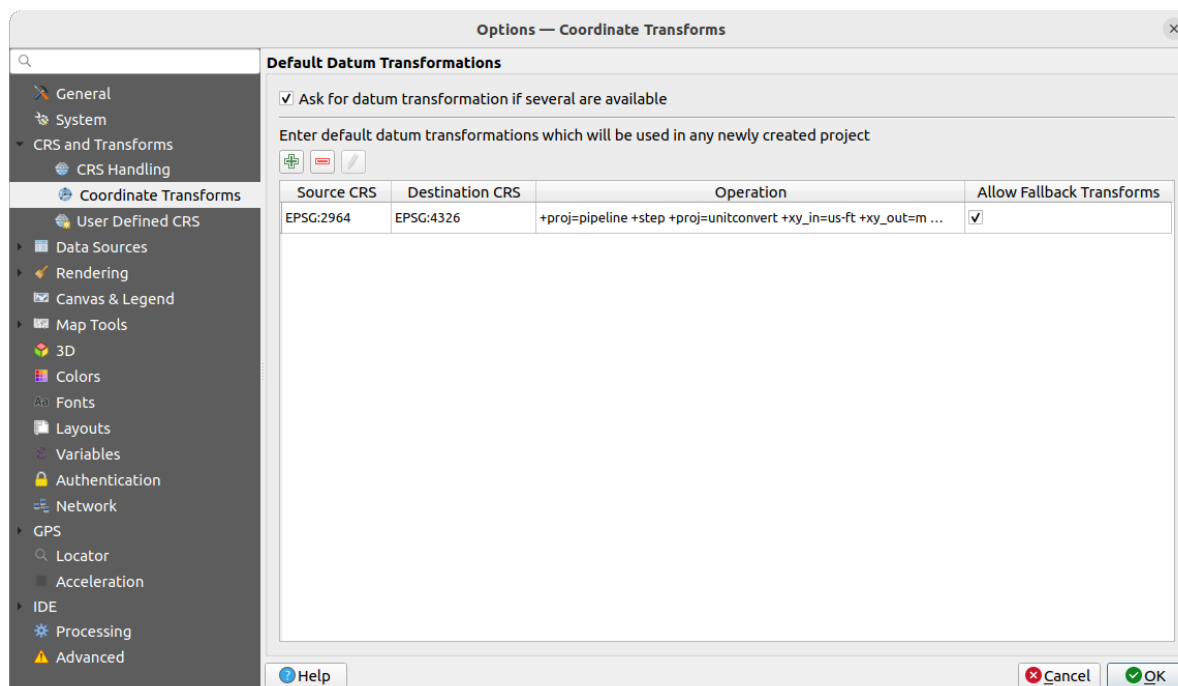 Options — Coordinate Transforms
General
System
CRS and Transforms
CRS Handling
Coordinate Transforms
User Defined CRS
Data Sources
Rendering
Canvas & Legend
Map Tools
3D
Colors
Aa Fonts
Layouts
ε Variables
Authentication
Network
GPS
Locator
Acceleration
IDE
Processing
Advanced
Default Datum Transformations
Ask for datum transformation if several are available
Enter default datum transformations which will be used in any newly created project
Source CRS Destination CRS Operation Allow Fallback Transforms
EPSG:2964 EPSG:4326 +proj=pipeline +step +proj=unitconvert +xy_in=us-ft +xy_out=m ...
Help Cancel OK